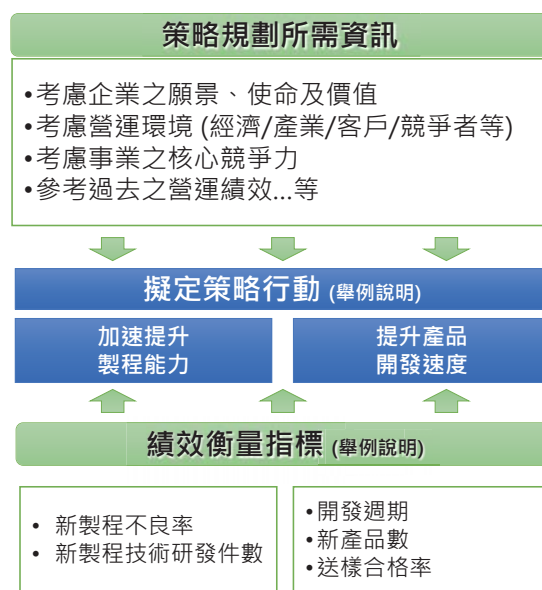 策略規劃所需資訊
•考慮企業之願景、使命及價值
•考慮營運環境 (經濟/產業/客戶/競爭者等)
•考慮事業之核心競爭力
•參考過去之營運績效...等
擬定策略行動 (舉例說明)
加速提升
製程能力
提升產品
開發速度
績效衡量指標 (舉例說明)
• 新製程不良率
• 新製程技術研發件數
•開發週期
•新產品數
•送樣合格率